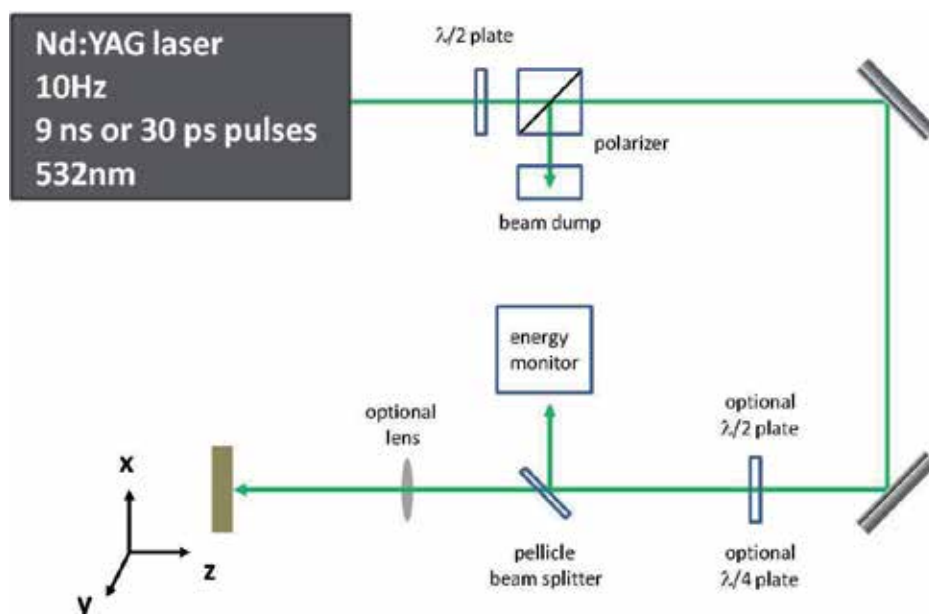 Nd:YAG laser
10Hz
9 ns or 30 ps pulses
532nm
λ/2 plate
polarizer
beam dump
energy
monitor
optional
lens
optional
λ/2 plate
x
z
y
pellicle
beam splitter
optional
λ/4 plate